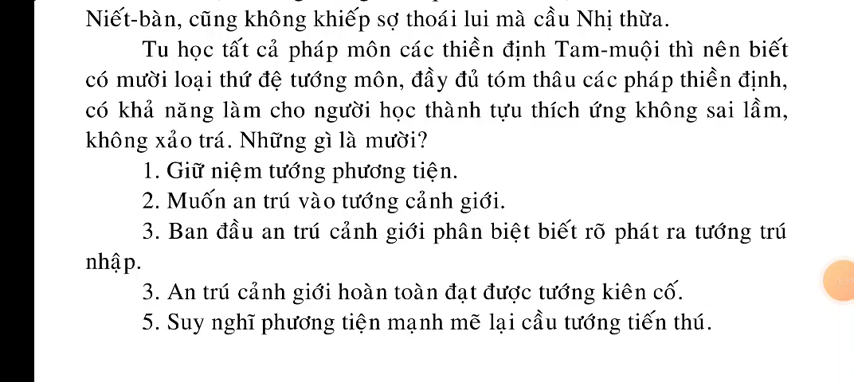 Niết-bàn, cũng không khiếp sợ thoái lui mà cầu Nhị thừa.
Tu học tất cả pháp môn các thiền định Tam-muội thì nên biết
có mười loại thứ đệ tướng môn, đầy đủ tóm thâu các pháp thiền định,
có khả năng làm cho người học thành tựu thích ứng không sai lầm,
không xảo trá. Những gì là mười?
1. Giữ niệm tướng phương tiện.
2. Muốn an trú vào tướng cảnh giới.
3. Ban đầu an trú cảnh giới phân biệt biết rõ phát ra tướng trú
nhập.
3. An trú cảnh giới hoàn toàn đạt được tướng kiên cố.
5. Suy nghĩ phương tiện mạnh mẽ lại cầu tướng tiến thú.